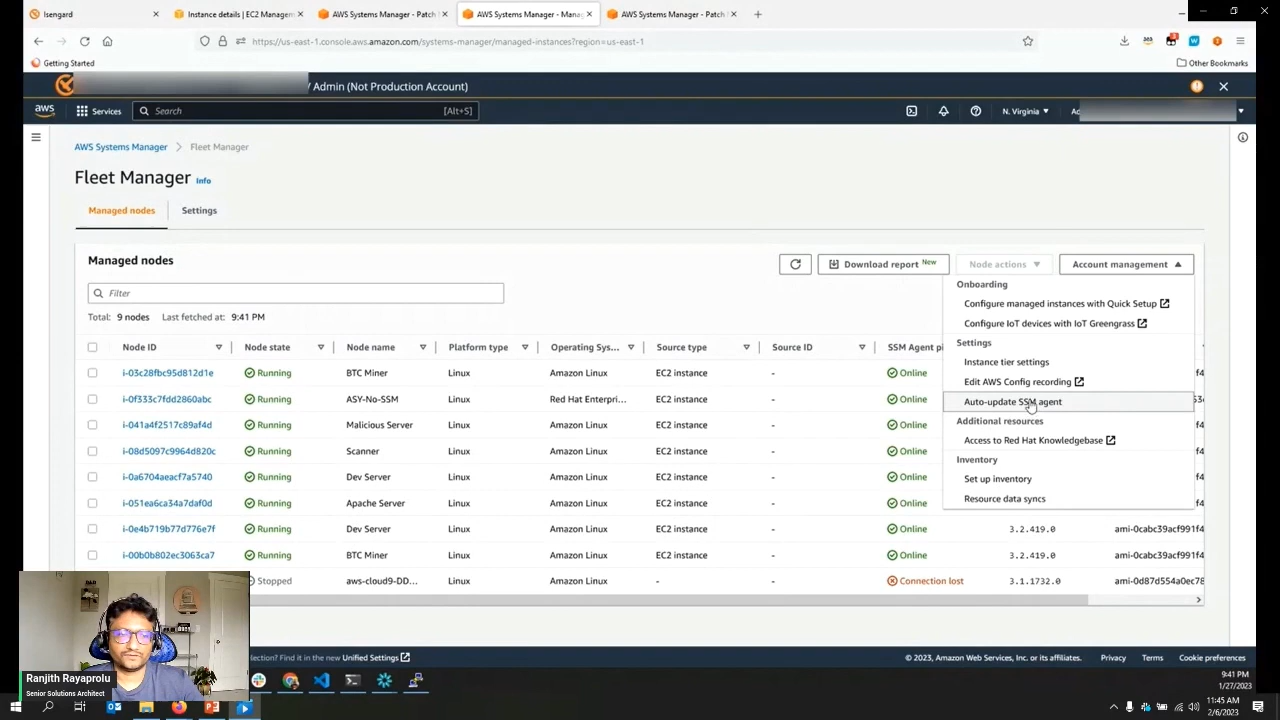 Isengard
Instance details | EC2 Managem
AWS Systems Manager - Patch
AWS Systems Manager - Mana
AWS Systems Manager - Patch
https://us-east-1.console.aws.amazon.com/systems-manager/managed-instances?region=us-east-1
Getting Started
Other Bookmarks
/ Admin (Not Production Account)
aws
Services
Search
[Alt+S]
N. Virginia
AWS Systems Manager
Fleet Manager
Fleet Manager
Info
Managed nodes
Settings
Managed nodes
Download report New
Node actions
Account management
Filter
Total: 9 nodes Last fetched at: 9:41 PM
Onboarding
Configure managed instances with Quick Setup
Configure IoT devices with IoT Greengrass
Settings
Instance tier settings
Edit AWS Config recording
Auto-update SSM agent
Additional resources
Access to Red Hat Knowledgebase
Inventory
Set up inventory
Resource data syncs
Node ID Node state Node name Platform type Operating Sys... Source type Source ID SSM Agent pi
i-03c28fbc95d812d1e Running BTC Miner Linux Amazon Linux EC2 instance - Online
i-0f333c7fdd2860abc Running ASY-No-SSM Linux Red Hat Enterpri... EC2 instance - Online
i-041a4f2517c89af4d Running Malicious Server Linux Amazon Linux EC2 instance - Online
i-08d5097c9964d820c Running Scanner Linux Amazon Linux EC2 instance - Online
i-0a6704aeacf7a5740 Running Dev Server Linux Amazon Linux EC2 instance - Online
i-051ea6ca34a7daf0d Running Apache Server Linux Amazon Linux EC2 instance - Online
i-0e4b719b77d776e7f Running Dev Server Linux Amazon Linux EC2 instance - Online 3.2.419.0 ami-0cabc39acf991f4
i-00b0b802ec3063ca7 Running BTC Miner Linux Amazon Linux EC2 instance - Online 3.2.419.0 ami-0cabc39acf991f4
Stopped aws-cloud9-DD... Linux Amazon Linux - - Connection lost 3.1.1732.0 ami-0d87d554a0ec78
lection? Find it in the new Unified Settings
© 2023, Amazon Web Services, Inc. or its affiliates.
Privacy
Terms
Cookie preferences
Ranjith Rayaprolu
Senior Solutions Architect
9:41 PM
1/27/2023
11:45 AM
2/6/2023